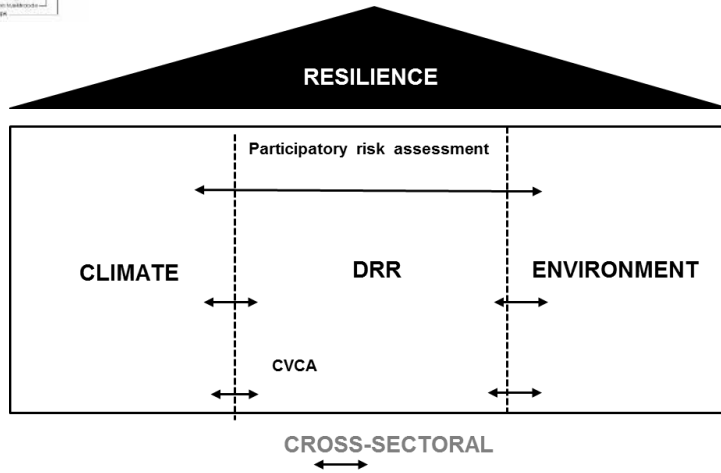 RESILIENCE
Participatory risk assessment
CLIMATE
DRR
ENVIRONMENT
CVCA
CROSS-SECTORAL